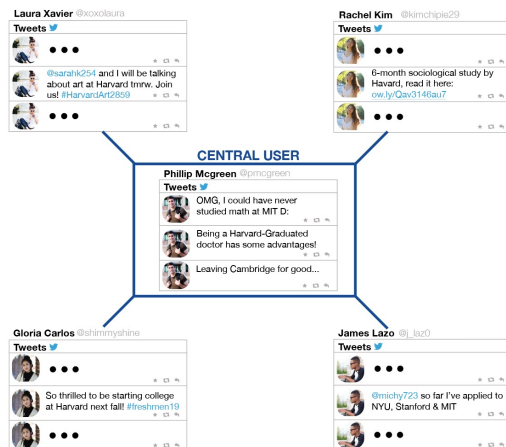 Laura Xavier @xoxolaura
Tweets
@sarahk254 and I will be talking
about art at Havard tmrw. Join
us! #HarvardArt2859
Rachel Kim @kimchipie29
Tweets
6-month sociological study by
Havard, read it here:
ow.ly/Qav3146au7
CENTRAL USER
Phillip Mcgreen @pmcgreen
Tweets
OMG, I could have never
studied math at MIT D:
Being a Harvard-Graduated
doctor has some advantages!
Leaving Cambridge for good...
Gloria Carlos @shimmyshine
Tweets
So thrilled to be starting college
at Harvard next fall! #freshmen19
James Lazo @j_laz0
Tweets
@michy723 so far I've applied to
NYU, Stanford & MIT